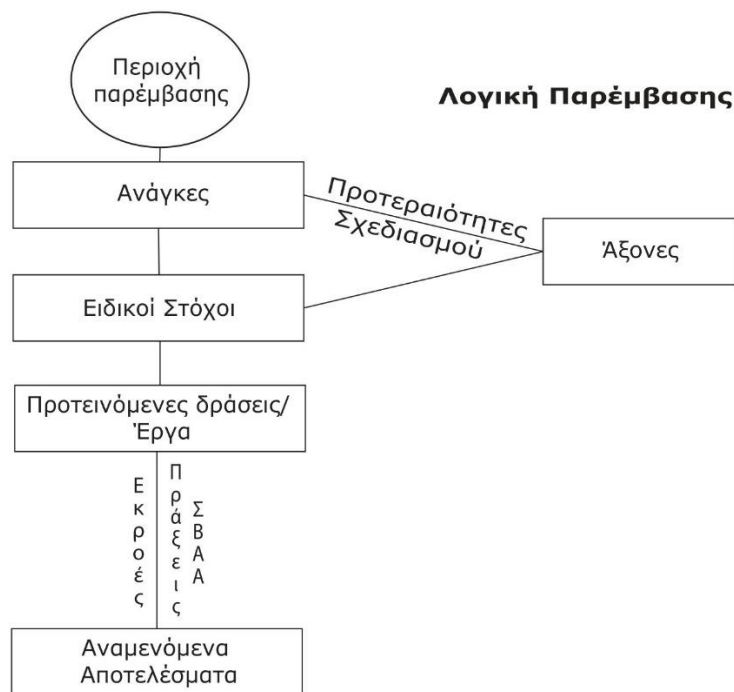 Περιοχή
παρέμβασης
Λογική Παρέμβασης
Ανάγκες
Προτεραιότητες
Σχεδιασμού
Άξονες
Ειδικοί Στόχοι
Προτεινόμενες δράσεις/
Έργα
Εκροές
Πράξεις
ΣΒΑΑ
Αναμενόμενα
Αποτελέσματα